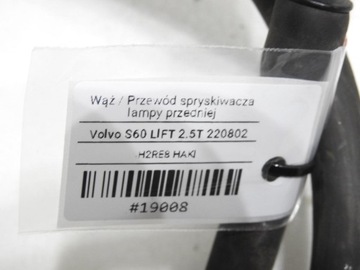 Wąż / Przewód spryskiwacza
lampy przedniej
Volvo S60 LIFT 2.5T 220802
H2RE8 HAKI
#19008